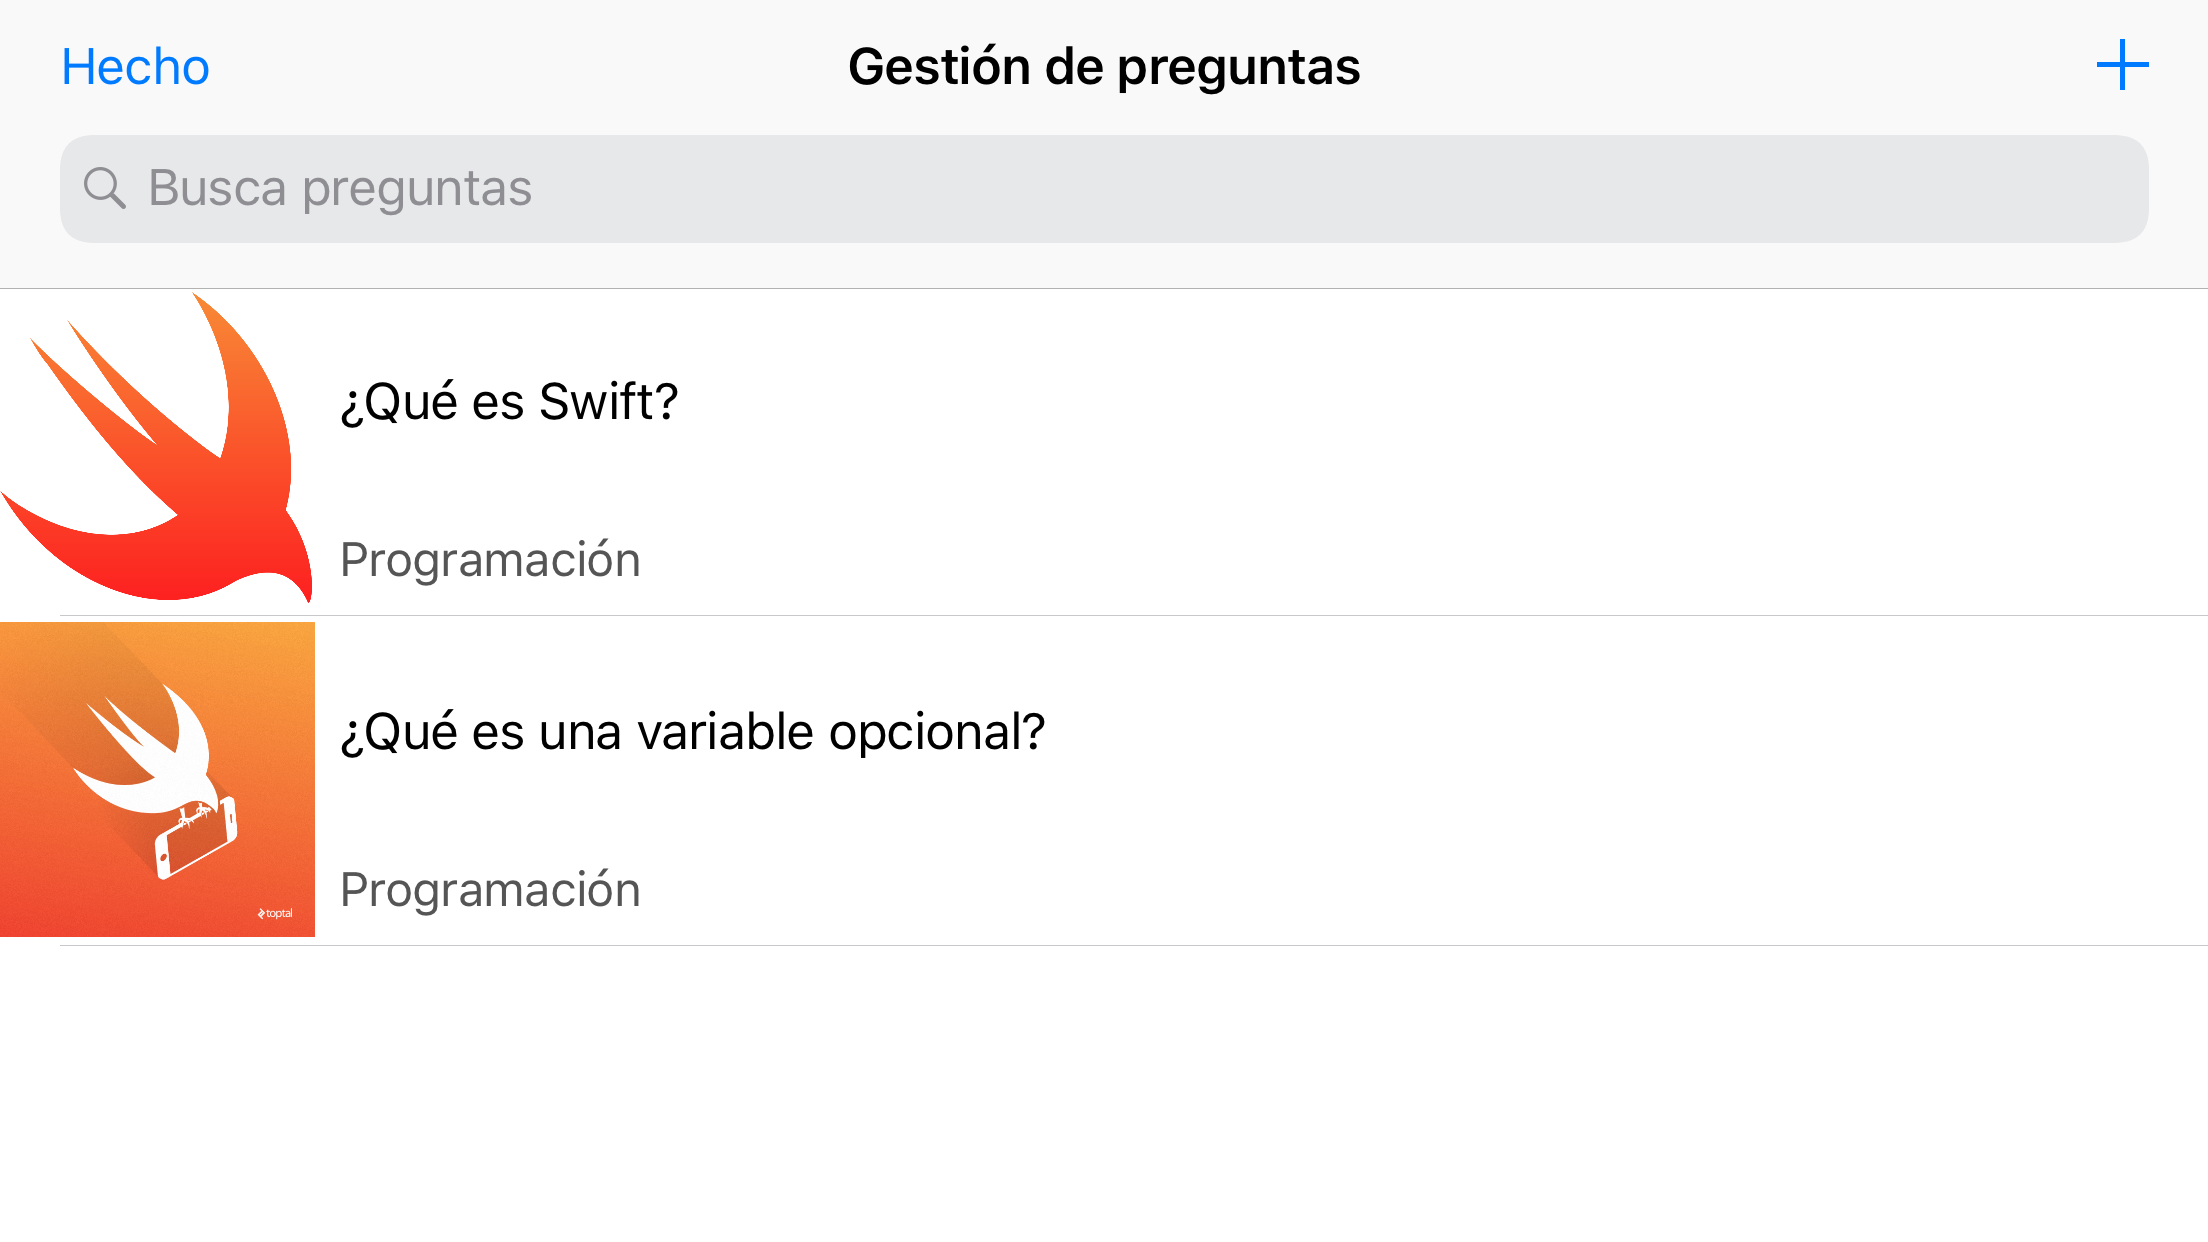 Hecho
Gestión de preguntas
Busca preguntas
¿Qué es Swift?
Programación
¿Qué es una variable opcional?
Programación
toptal